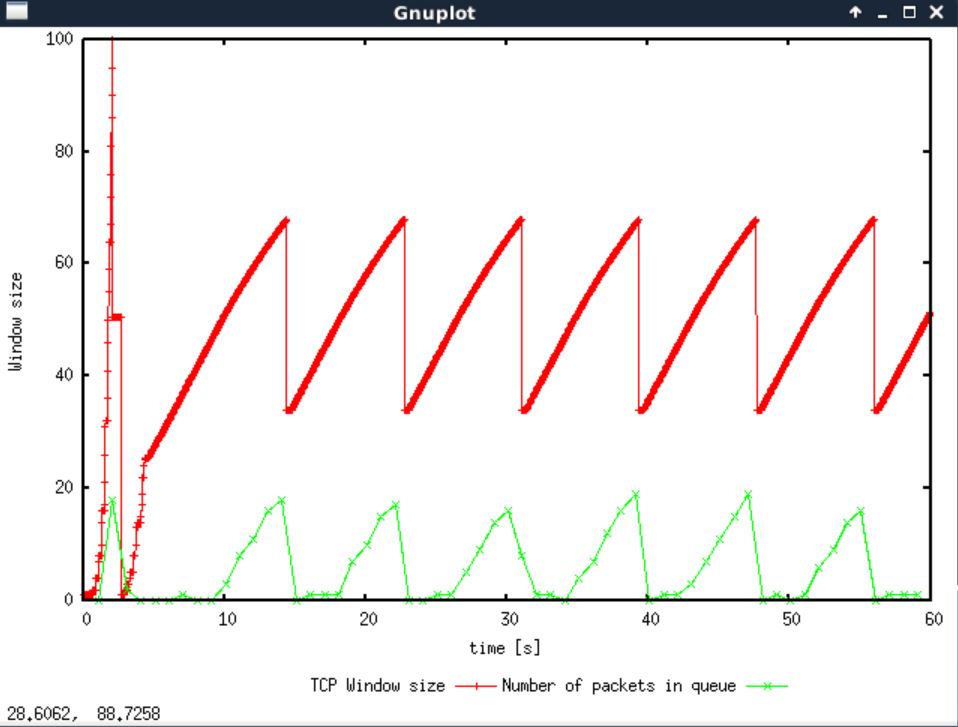 Gnuplot
100
80
60
40
20
0
Window size
0 10 20 30 40 50 60
time [s]
TCP Window size Number of packets in queue
28.6062, 88.7258